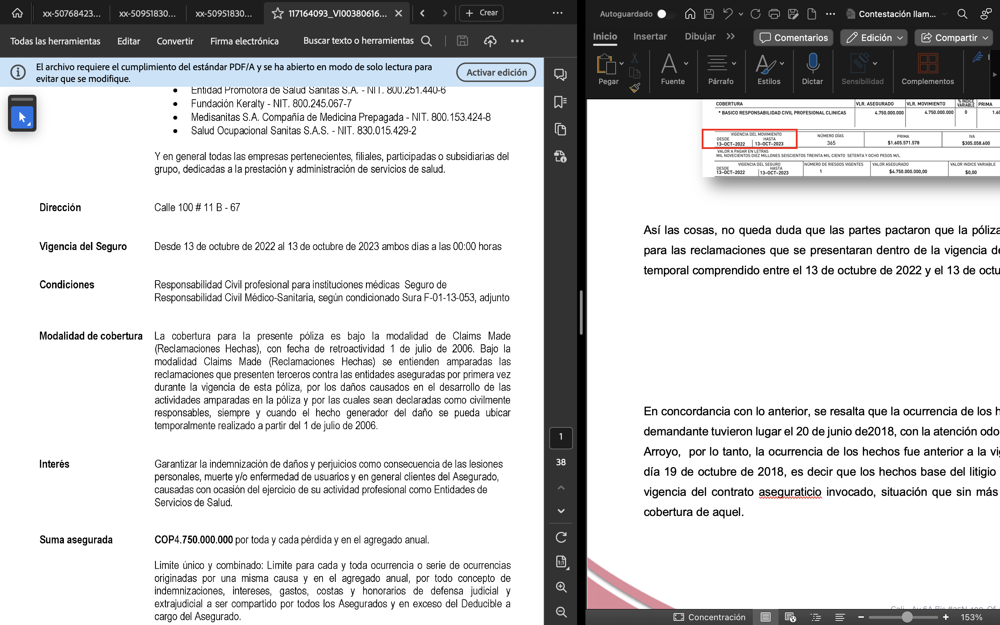 xx-50768423...
xx-50951830...
xx-50951830...
117164093_VI00380616...
Crear
Todas las herramientas
Editar
Convertir
Firma electrónica
Buscar texto o herramientas
El archivo requiere el cumplimiento del estándar PDF/A y se ha abierto en modo de solo lectura para
evitar que se modifique.
Activar edición
Entidad Promotora de Salud Sanitas S.A. - NIT. 800.251.440-6
Fundación Keralty - NIT. 800.245.067-7
Medisanitas S.A. Compañía de Medicina Prepagada - NIT. 800.153.424-8
Salud Ocupacional Sanitas S.A.S. - NIT. 830.015.429-2
Y en general todas las empresas pertenecientes, filiales, participadas o subsidiarias del
grupo, dedicadas a la prestación y administración de servicios de salud.
Dirección
Calle 100 # 11 B - 67
Vigencia del Seguro
Desde 13 de octubre de 2022 al 13 de octubre de 2023 ambos días a las 00:00 horas
Condiciones
Responsabilidad Civil profesional para instituciones médicas Seguro de
Responsabilidad Civil Médico-Sanitaria, según condicionado Sura F-01-13-053, adjunto
Modalidad de cobertura
La cobertura para la presente póliza es bajo la modalidad de Claims Made
(Reclamaciones Hechas), con fecha de retroactividad 1 de julio de 2006. Bajo la
modalidad Claims Made (Reclamaciones Hechas) se entienden amparadas las
reclamaciones que presenten terceros contra las entidades aseguradas por primera vez
durante la vigencia de esta póliza, por los daños causados en el desarrollo de las
actividades amparadas en la póliza y por las cuales sean declaradas como civilmente
responsables, siempre y cuando el hecho generador del daño se pueda ubicar
temporalmente realizado a partir del 1 de julio de 2006.
Interés
Garantizar la indemnización de daños y perjuicios como consecuencia de las lesiones
personales, muerte y/o enfermedad de usuarios y en general clientes del Asegurado,
causadas con ocasión del ejercicio de su actividad profesional como Entidades de
Servicios de Salud.
Suma asegurada
COP4.750.000.000 por toda y cada pérdida y en el agregado anual.
Limite único y combinado: Límite para cada y toda ocurrencia o serie de ocurrencias
originadas por una misma causa y en el agregado anual, por todo concepto de
indemnizaciones, intereses, gastos, costas y honorarios de defensa judicial y
extrajudicial a ser compartido por todos los Asegurados y en exceso del Deducible a
cargo del Asegurado.
1
38
1:1
Autoguardado
Contestación llam...
Inicio
Insertar
Dibujar
Comentarios
Edición
Compartir
Pegar
Fuente
Párrafo
Estilos
Dictar
Sensibilidad
Complementos
COBERTURA
VLR. ASEGURADO
VLR. MOVIMIENTO
% INDICE
VARIABLE
PRIMA
* BASICO RESPONSABILIDAD CIVIL PROFESIONAL CLINICAS
4.750.000.000
4.750.000.000
0
1.60
VIGENCIA DEL MOVIMIENTO
DESDE
HASTA
13-OCT-2022
13-OCT-2023
NÚMERO DÍAS
365
PRIMA
$1.605.571.578
IVA
$305.058.600
VALOR A PAGAR EN LETRAS
MIL NOVECIENTOS DIEZ MILLONES SEISCIENTOS TREINTA MIL CIENTO SETENTA Y OCHO PESOS M/L
VIGENCIA DEL SEGURO
DESDE
HASTA
13-OCT-2022
13-OCT-2023
NÚMERO DE RIESGOS VIGENTES
1
VALOR ASEGURADO
$4.750.000.000,00
VALOR INDICE VARIABLE
$0,00
Así las cosas, no queda duda que las partes pactaron que la póliza
para las reclamaciones que se presentaran dentro de la vigencia de
temporal comprendido entre el 13 de octubre de 2022 y el 13 de octu
En concordancia con lo anterior, se resalta que la ocurrencia de los h
demandante tuvieron lugar el 20 de junio de2018, con la atención odo
Arroyo, por lo tanto, la ocurrencia de los hechos fue anterior a la vig
día 19 de octubre de 2018, es decir que los hechos base del litigio
vigencia del contrato aseguraticio invocado, situación que sin más
cobertura de aquel.
Concentración
153%